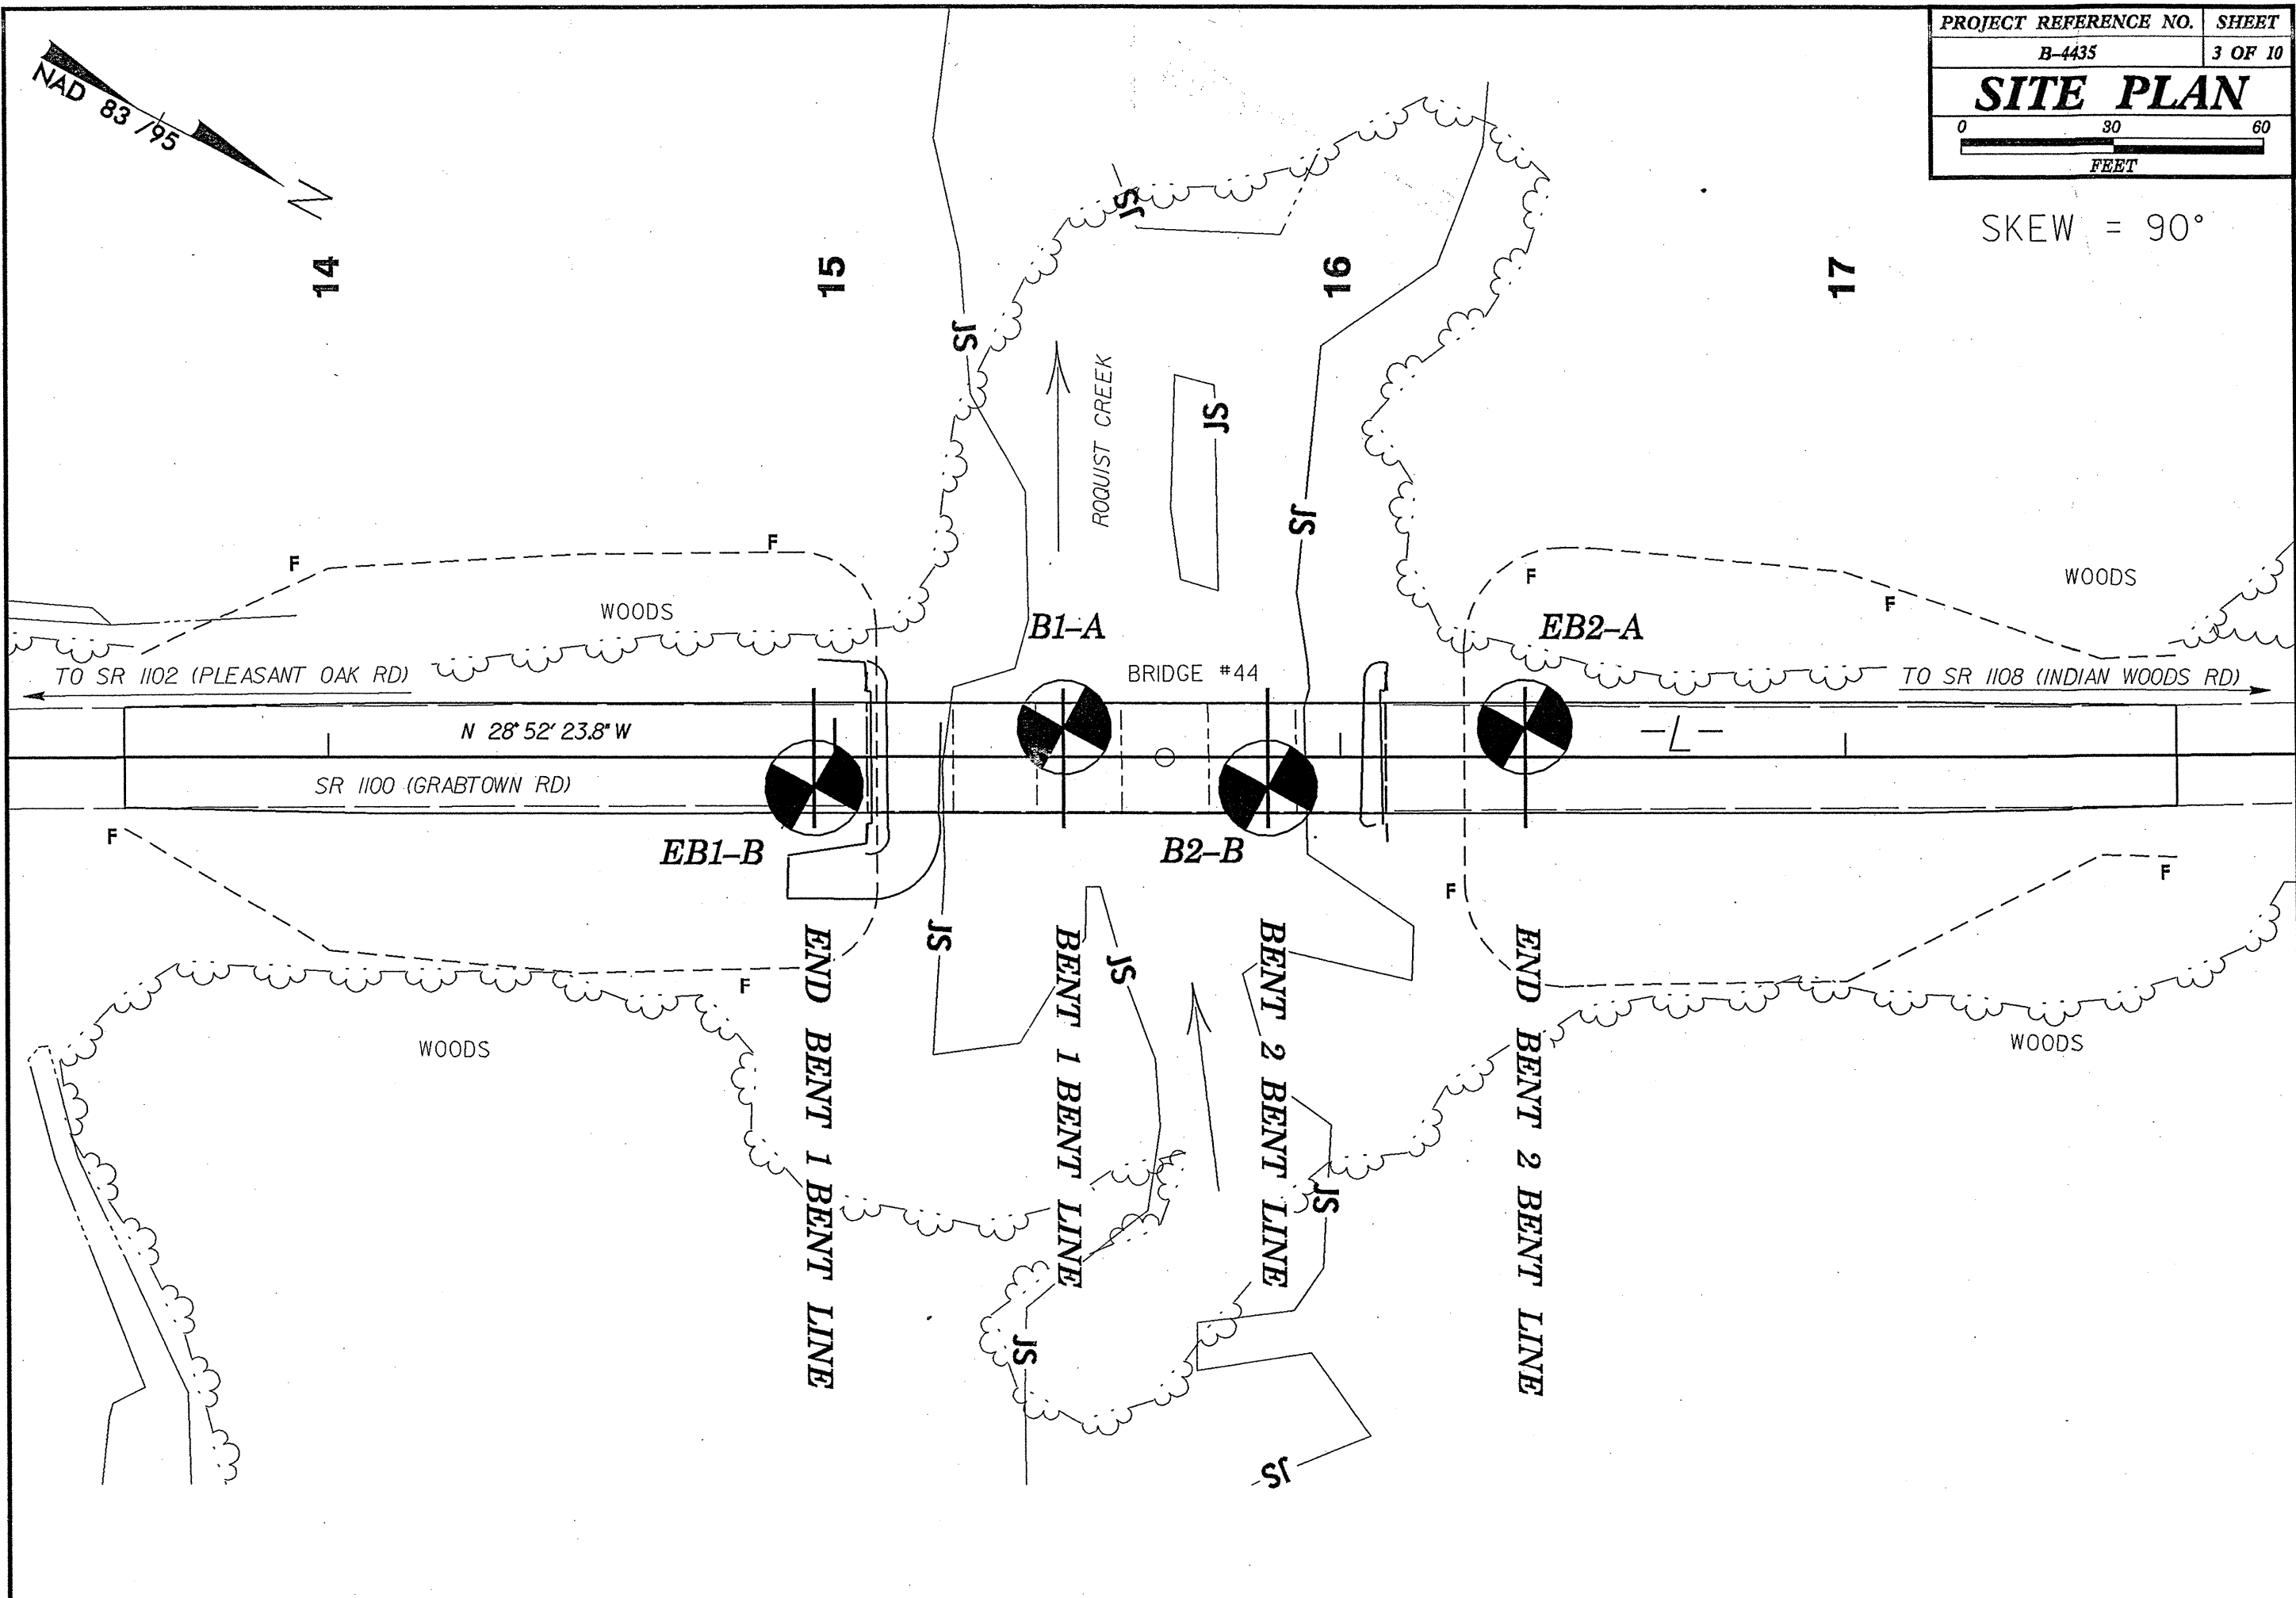 PROJECT REFERENCE NO. SHEET
B-4435 3 OF 10
SITE PLAN
0 30 60
FEET
SKEW = 90°
NAD 83 /95
N
14
15
16
17
JS
JS
JS
JS
ROQUIST CREEK
F
F
F
F
WOODS
WOODS
B1-A
EB2-A
BRIDGE #44
TO SR 1102 (PLEASANT OAK RD)
TO SR 1108 (INDIAN WOODS RD)
N 28° 52' 23.8" W
-L-
SR 1100 (GRABTOWN RD)
F
EB1-B
B2-B
F
F
F
JS
JS
END BENT 1 BENT LINE
BENT 1 BENT LINE
BENT 2 BENT LINE
END BENT 2 BENT LINE
WOODS
WOODS
JS
JS
JS